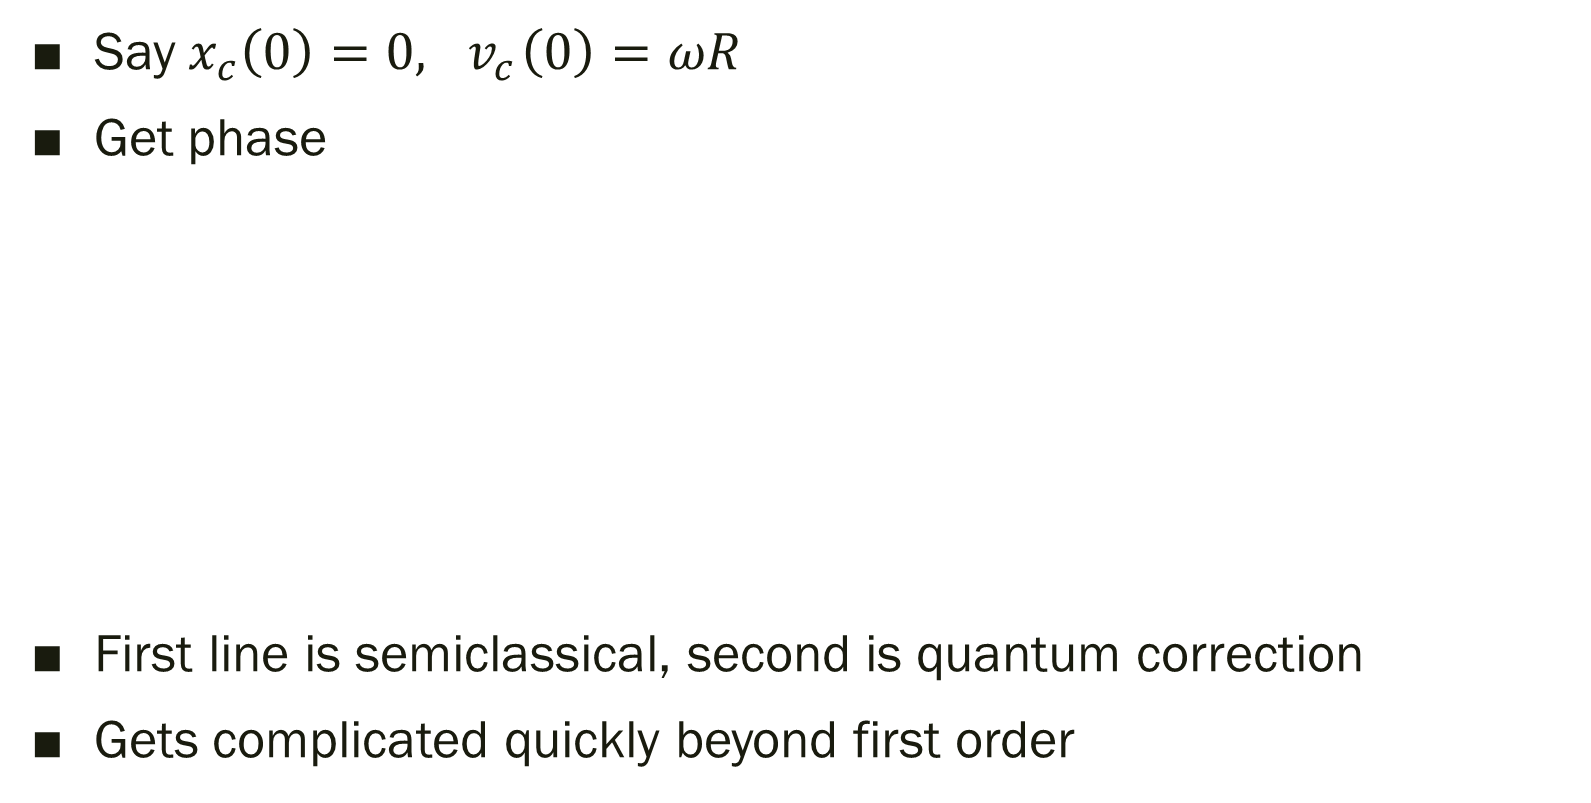 ■ Say 𝑥_𝑐(0) = 0, 𝑣_𝑐(0) = 𝜔𝑅
■ Get phase
■ First line is semiclassical, second is quantum correction
■ Gets complicated quickly beyond first order